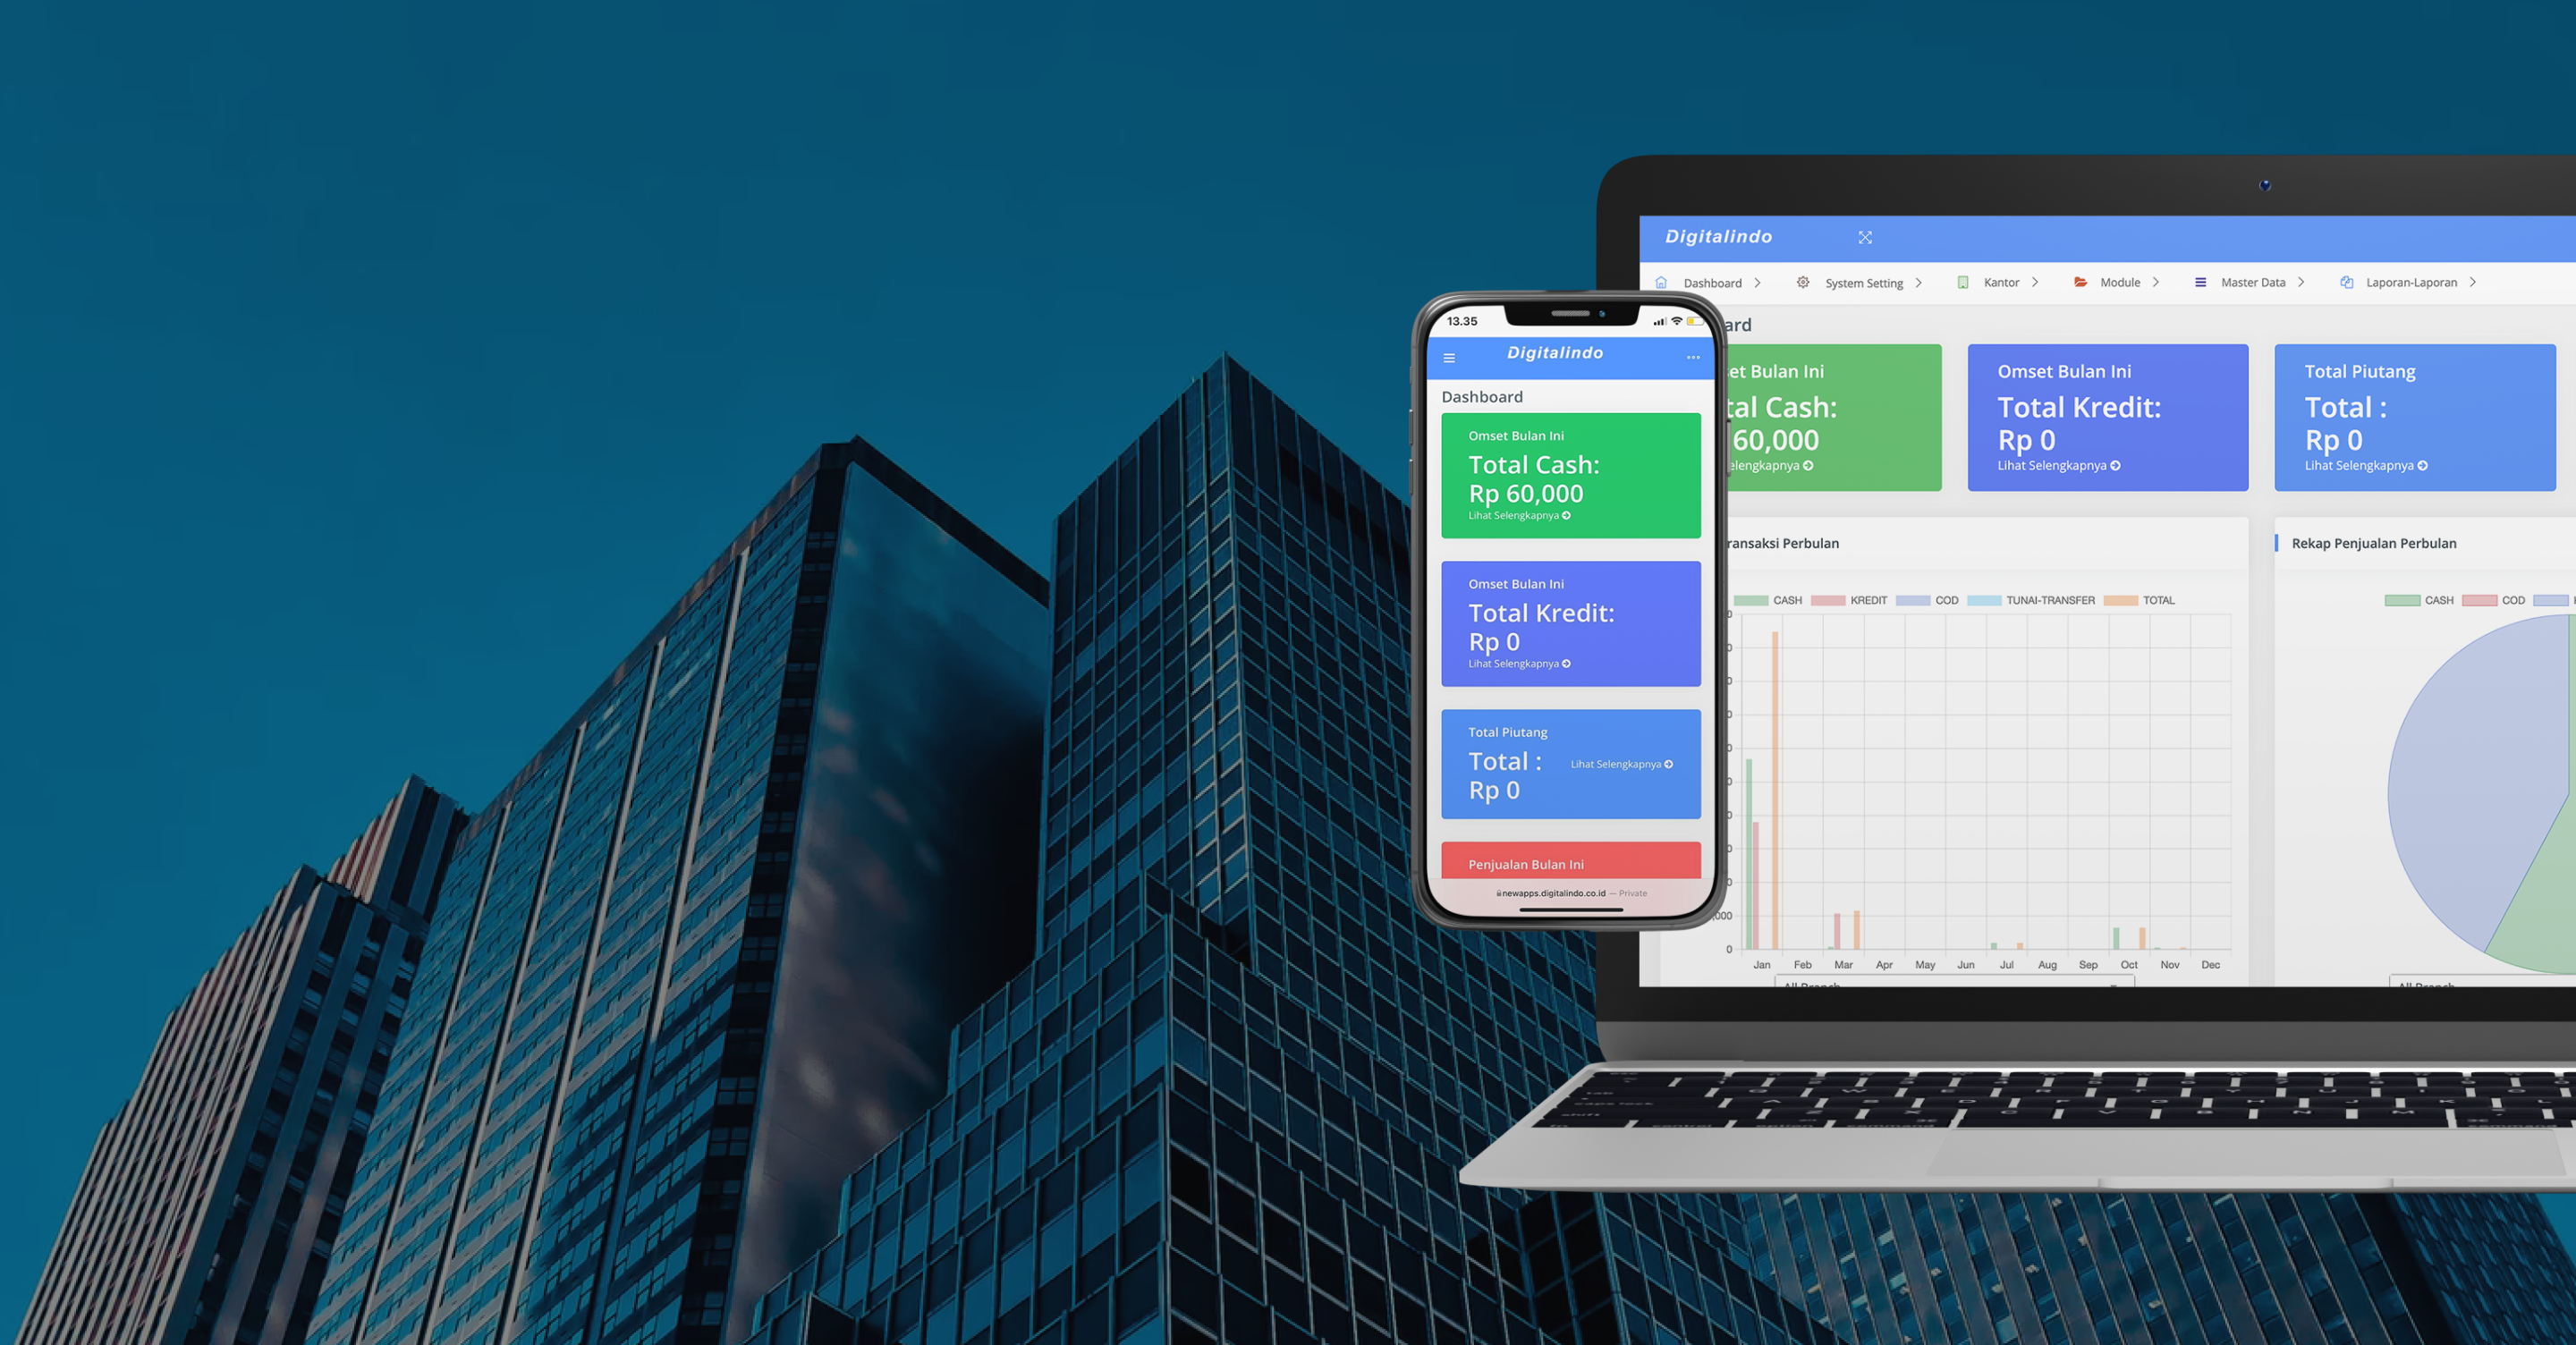 Digitalindo
Dashboard
System Setting
Kantor
Module
Master Data
Laporan-Laporan
13.35
Digitalindo
Dashboard
Omset Bulan Ini
Total Cash:
Rp 60,000
Lihat Selengkapnya
Omset Bulan Ini
Total Kredit:
Rp 0
Lihat Selengkapnya
Total Piutang
Total :
Rp 0
Lihat Selengkapnya
Penjualan Bulan Ini
newapps.digitalindo.co.id — Private
ard
et Bulan Ini
tal Cash:
60,000
elengkapnya
Omset Bulan Ini
Total Kredit:
Rp 0
Lihat Selengkapnya
Total Piutang
Total :
Rp 0
Lihat Selengkapnya
ransaksi Perbulan
CASH KREDIT COD TUNAI-TRANSFER TOTAL
000
0
Jan Feb Mar Apr May Jun Jul Aug Sep Oct Nov Dec
All Branch
Rekap Penjualan Perbulan
CASH COD
All Branch